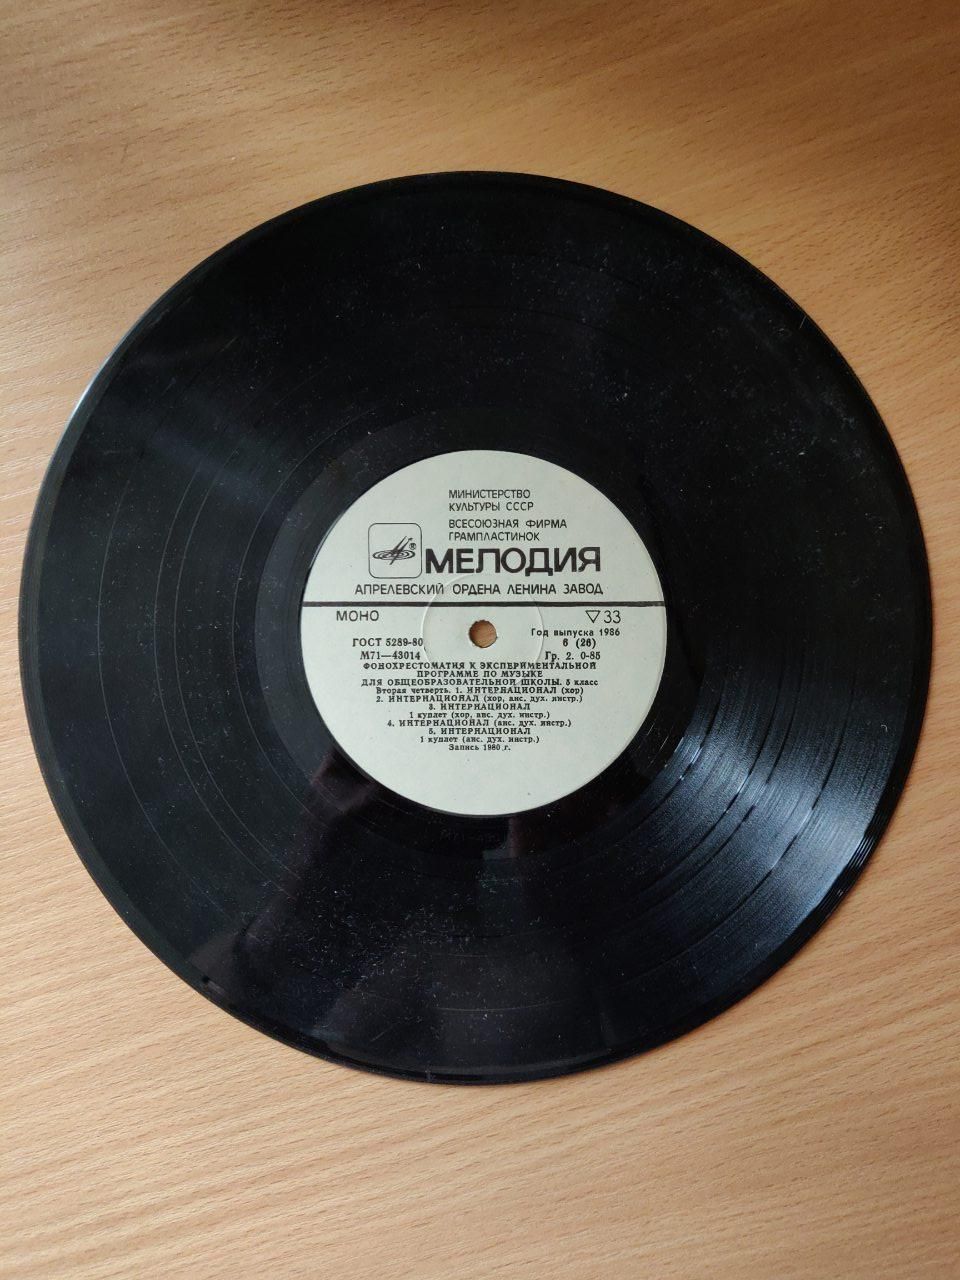 МИНИСТЕРСТВО
КУЛЬТУРЫ СССР
ВСЕСОЮЗНАЯ ФИРМА
ГРАМПЛАСТИНОК
®
МЕЛОДИЯ
АПРЕЛЕВСКИЙ ОРДЕНА ЛЕНИНА ЗАВОД
МОНО ▽33
Год выпуска 1986
ГОСТ 5289-80 6 (26)
М71—43014 Гр. 2. 0-85
ФОНОХРЕСТОМАТИЯ К ЭКСПЕРИМЕНТАЛЬНОЙ
ПРОГРАММЕ ПО МУЗЫКЕ
ДЛЯ ОБЩЕОБРАЗОВАТЕЛЬНОЙ ШКОЛЫ. 5 класс
Вторая четверть. 1. ИНТЕРНАЦИОНАЛ (хор)
2. ИНТЕРНАЦИОНАЛ (хор, анс. дух. инстр.)
3. ИНТЕРНАЦИОНАЛ
1 куплет (хор, анс. дух. инстр.)
4. ИНТЕРНАЦИОНАЛ (анс. дух. инстр.)
5. ИНТЕРНАЦИОНАЛ
1 куплет (анс. дух. инстр.)
Запись 1980 г.